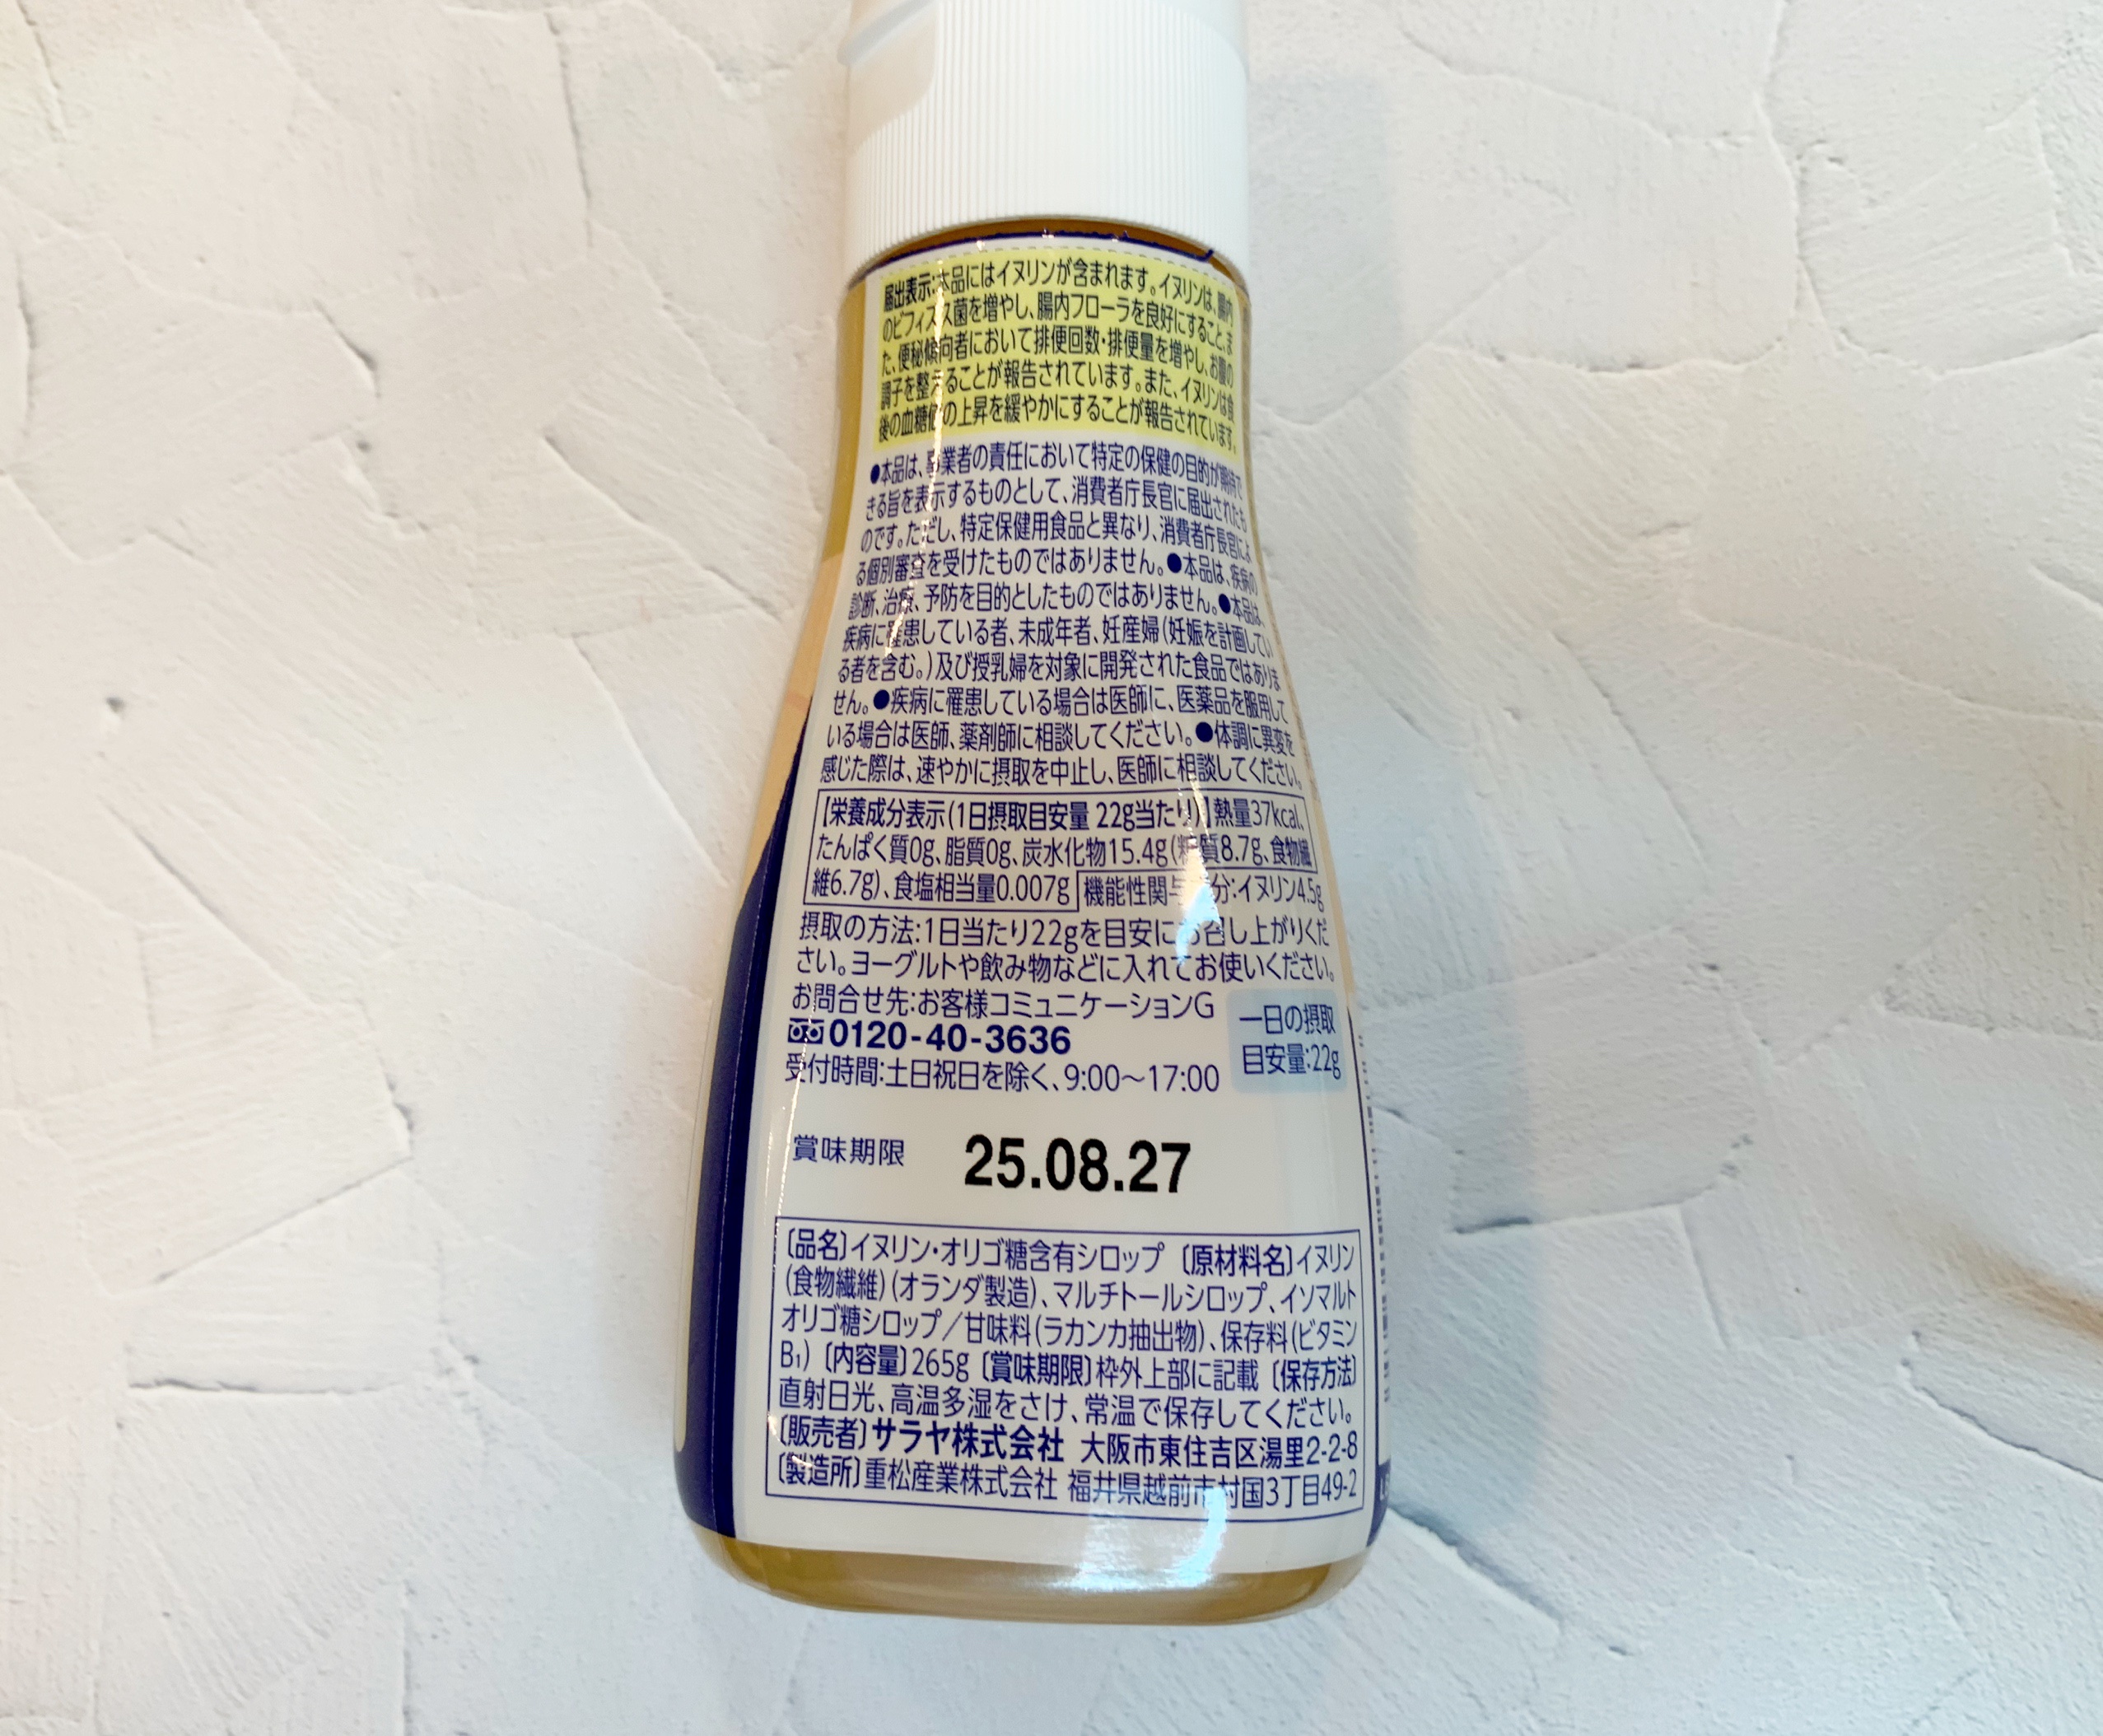 届出表示:本品にはイヌリンが含まれます。イヌリンは、腸内
のビフィズス菌を増やし、腸内フローラを良好にすること、ま
た、便秘傾向者において排便回数・排便量を増やし、お腹の
調子を整えることが報告されています。また、イヌリンは食
後の血糖値の上昇を緩やかにすることが報告されています。
●本品は、事業者の責任において特定の保健の目的が期待で
きる旨を表示するものとして、消費者庁長官に届出されたも
のです。ただし、特定保健用食品と異なり、消費者庁長官によ
る個別審査を受けたものではありません。●本品は、疾病の
診断、治療、予防を目的としたものではありません。●本品は、
疾病に罹患している者、未成年者、妊産婦(妊娠を計画してい
る者を含む。)及び授乳婦を対象に開発された食品ではありま
せん。●疾病に罹患している場合は医師に、医薬品を服用して
いる場合は医師、薬剤師に相談してください。●体調に異変を
感じた際は、速やかに摂取を中止し、医師に相談してください。
【栄養成分表示(1日摂取目安量 22g当たり)】熱量37kcal、
たんぱく質0g、脂質0g、炭水化物15.4g(糖質8.7g、食物繊
維6.7g)、食塩相当量0.007g 機能性関与成分:イヌリン4.5g
摂取の方法:1日当たり22gを目安にお召し上がりくだ
さい。ヨーグルトや飲み物などに入れてお使いください。
お問合せ先:お客様コミュニケーションG
0120-40-3636
受付時間:土日祝日を除く、9:00〜17:00
一日の摂取
目安量:22g
賞味期限 25.08.27
〔品名〕イヌリン・オリゴ糖含有シロップ 〔原材料名〕イヌリン
(食物繊維)(オランダ製造)、マルチトールシロップ、イソマルト
オリゴ糖シロップ/甘味料(ラカンカ抽出物)、保存料(ビタミン
B₁) 〔内容量〕265g 〔賞味期限〕枠外上部に記載 〔保存方法〕
直射日光、高温多湿をさけ、常温で保存してください。
〔販売者〕サラヤ株式会社 大阪市東住吉区湯里2-2-8
〔製造所〕重松産業株式会社 福井県越前市村国3丁目49-2